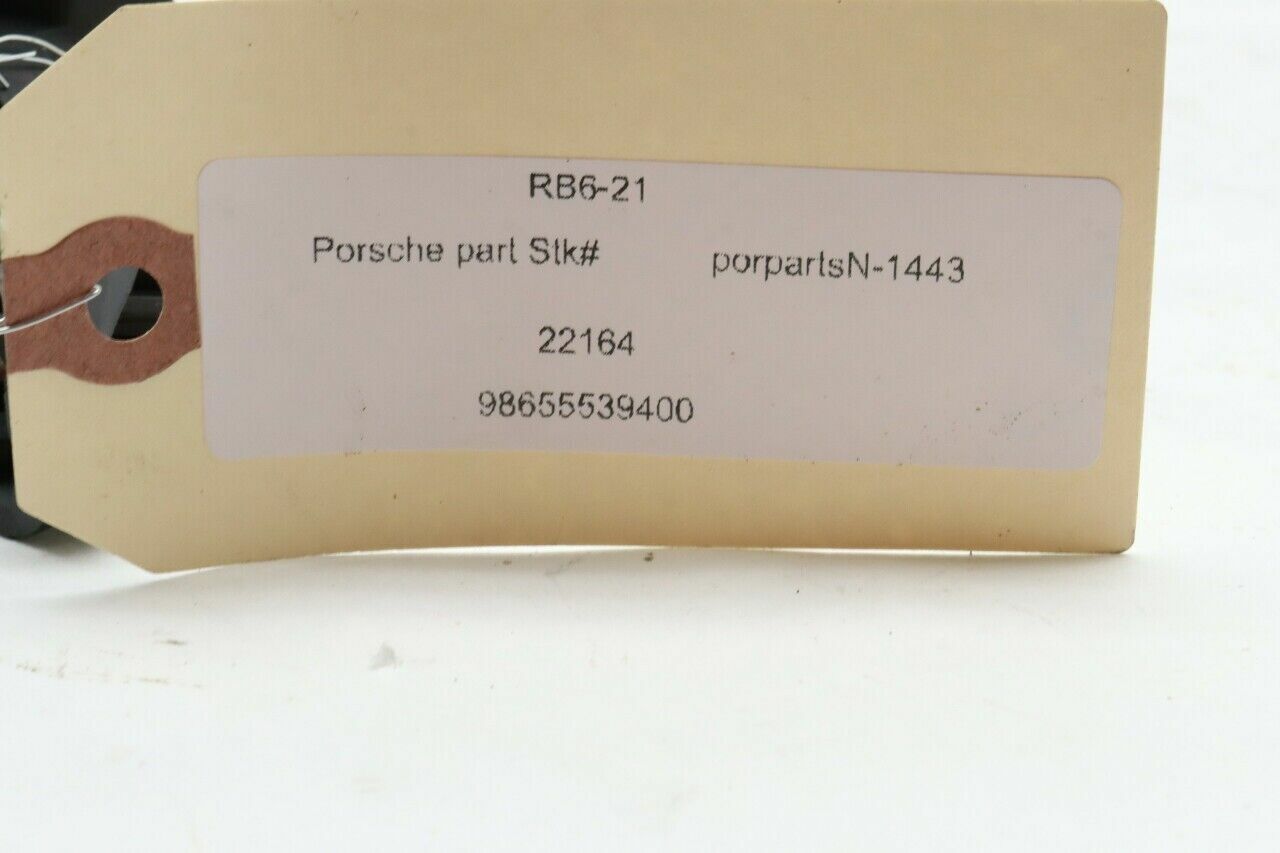 RB6-21
Porsche part Stk# porpartsN-1443
22164
98655539400